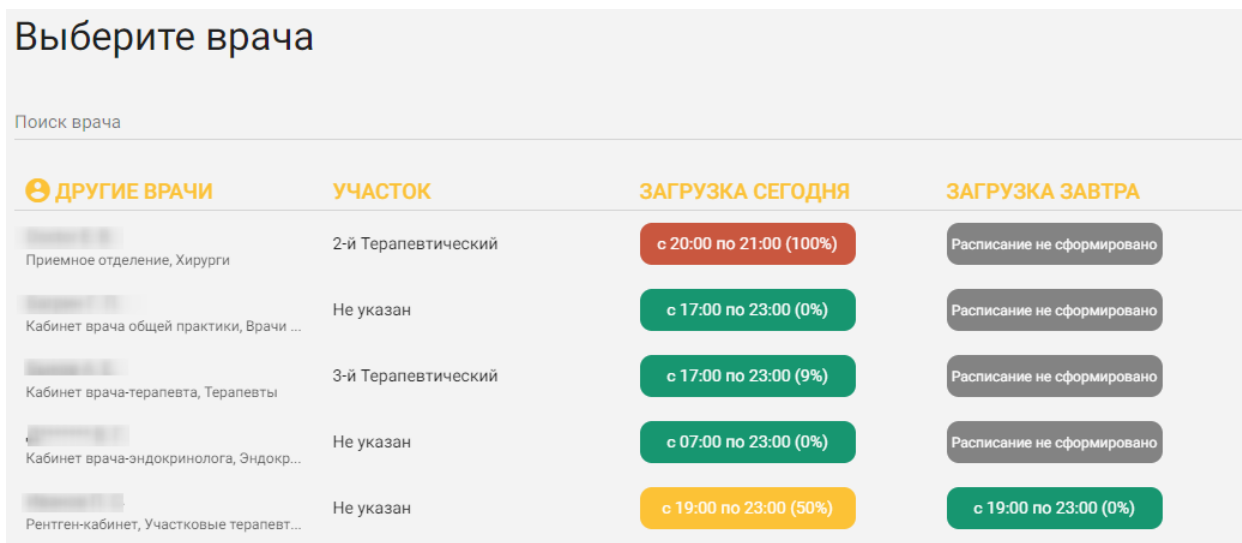 Выберите врача
Поиск врача
ДРУГИЕ ВРАЧИ УЧАСТОК ЗАГРУЗКА СЕГОДНЯ ЗАГРУЗКА ЗАВТРА
2-й Терапевтический с 20:00 по 21:00 (100%) Расписание не сформировано
Приемное отделение, Хирурги
Не указан с 17:00 по 23:00 (0%) Расписание не сформировано
Кабинет врача общей практики, Врачи ...
3-й Терапевтический с 17:00 по 23:00 (9%) Расписание не сформировано
Кабинет врача-терапевта, Терапевты
Не указан с 07:00 по 23:00 (0%) Расписание не сформировано
Кабинет врача-эндокринолога, Эндокр...
Не указан с 19:00 по 23:00 (50%) с 19:00 по 23:00 (0%)
Рентген-кабинет, Участковые терапевт...